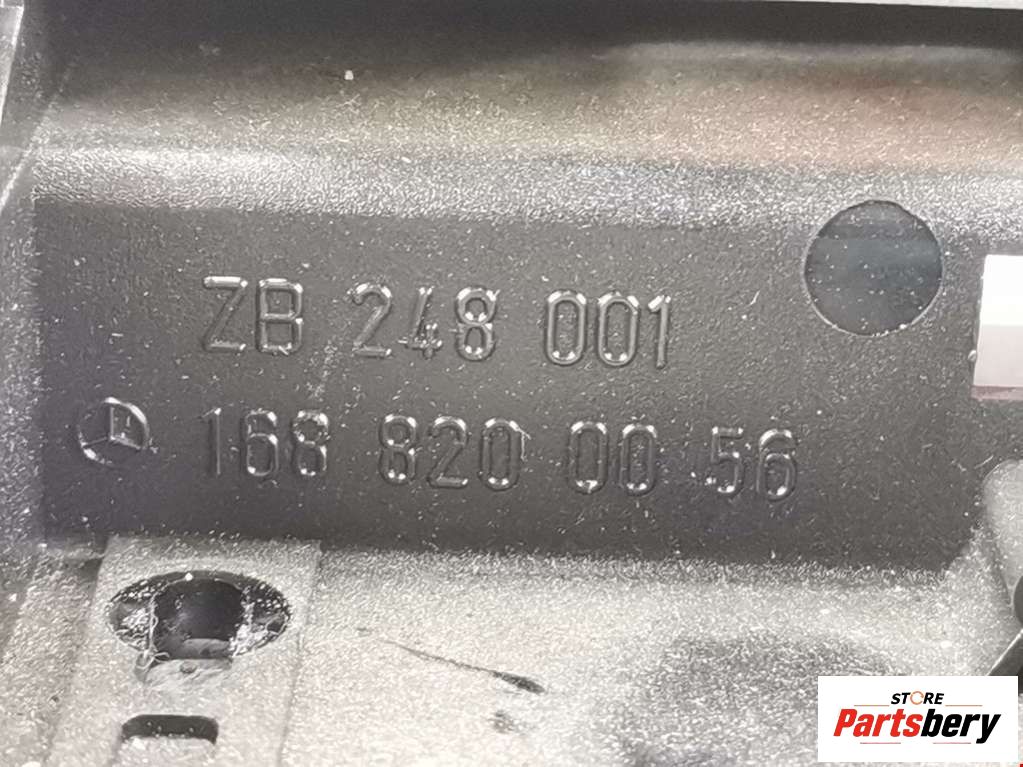 ZB 248 001
168 820 00 56
STORE
Partsbery